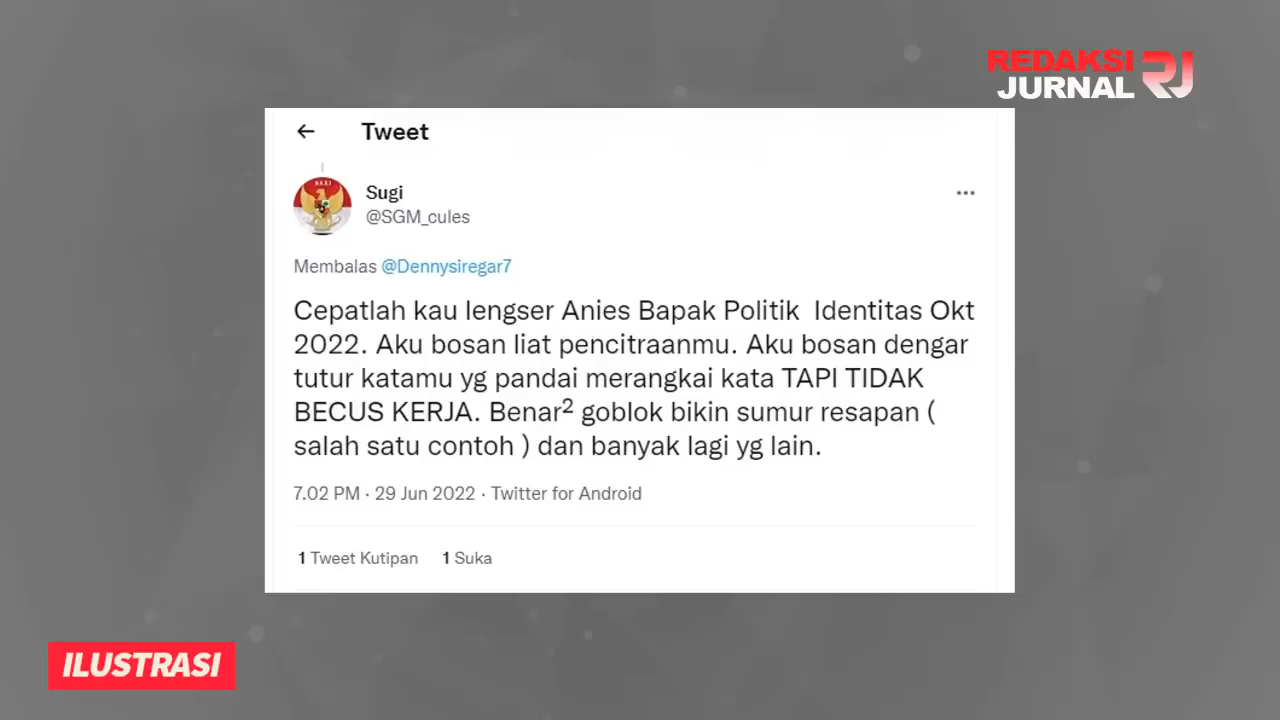 REDAKSI
JURNAL RJ
Tweet
Sugi
@SGM_cules
Membalas @Dennysiregar7
Cepatlah kau lengser Anies Bapak Politik  Identitas Okt
2022. Aku bosan liat pencitraanmu. Aku bosan dengar
tutur katamu yg pandai merangkai kata TAPI TIDAK
BECUS KERJA. Benar² goblok bikin sumur resapan (
salah satu contoh ) dan banyak lagi yg lain.
7.02 PM · 29 Jun 2022 · Twitter for Android
1 Tweet Kutipan 1 Suka
ILUSTRASI